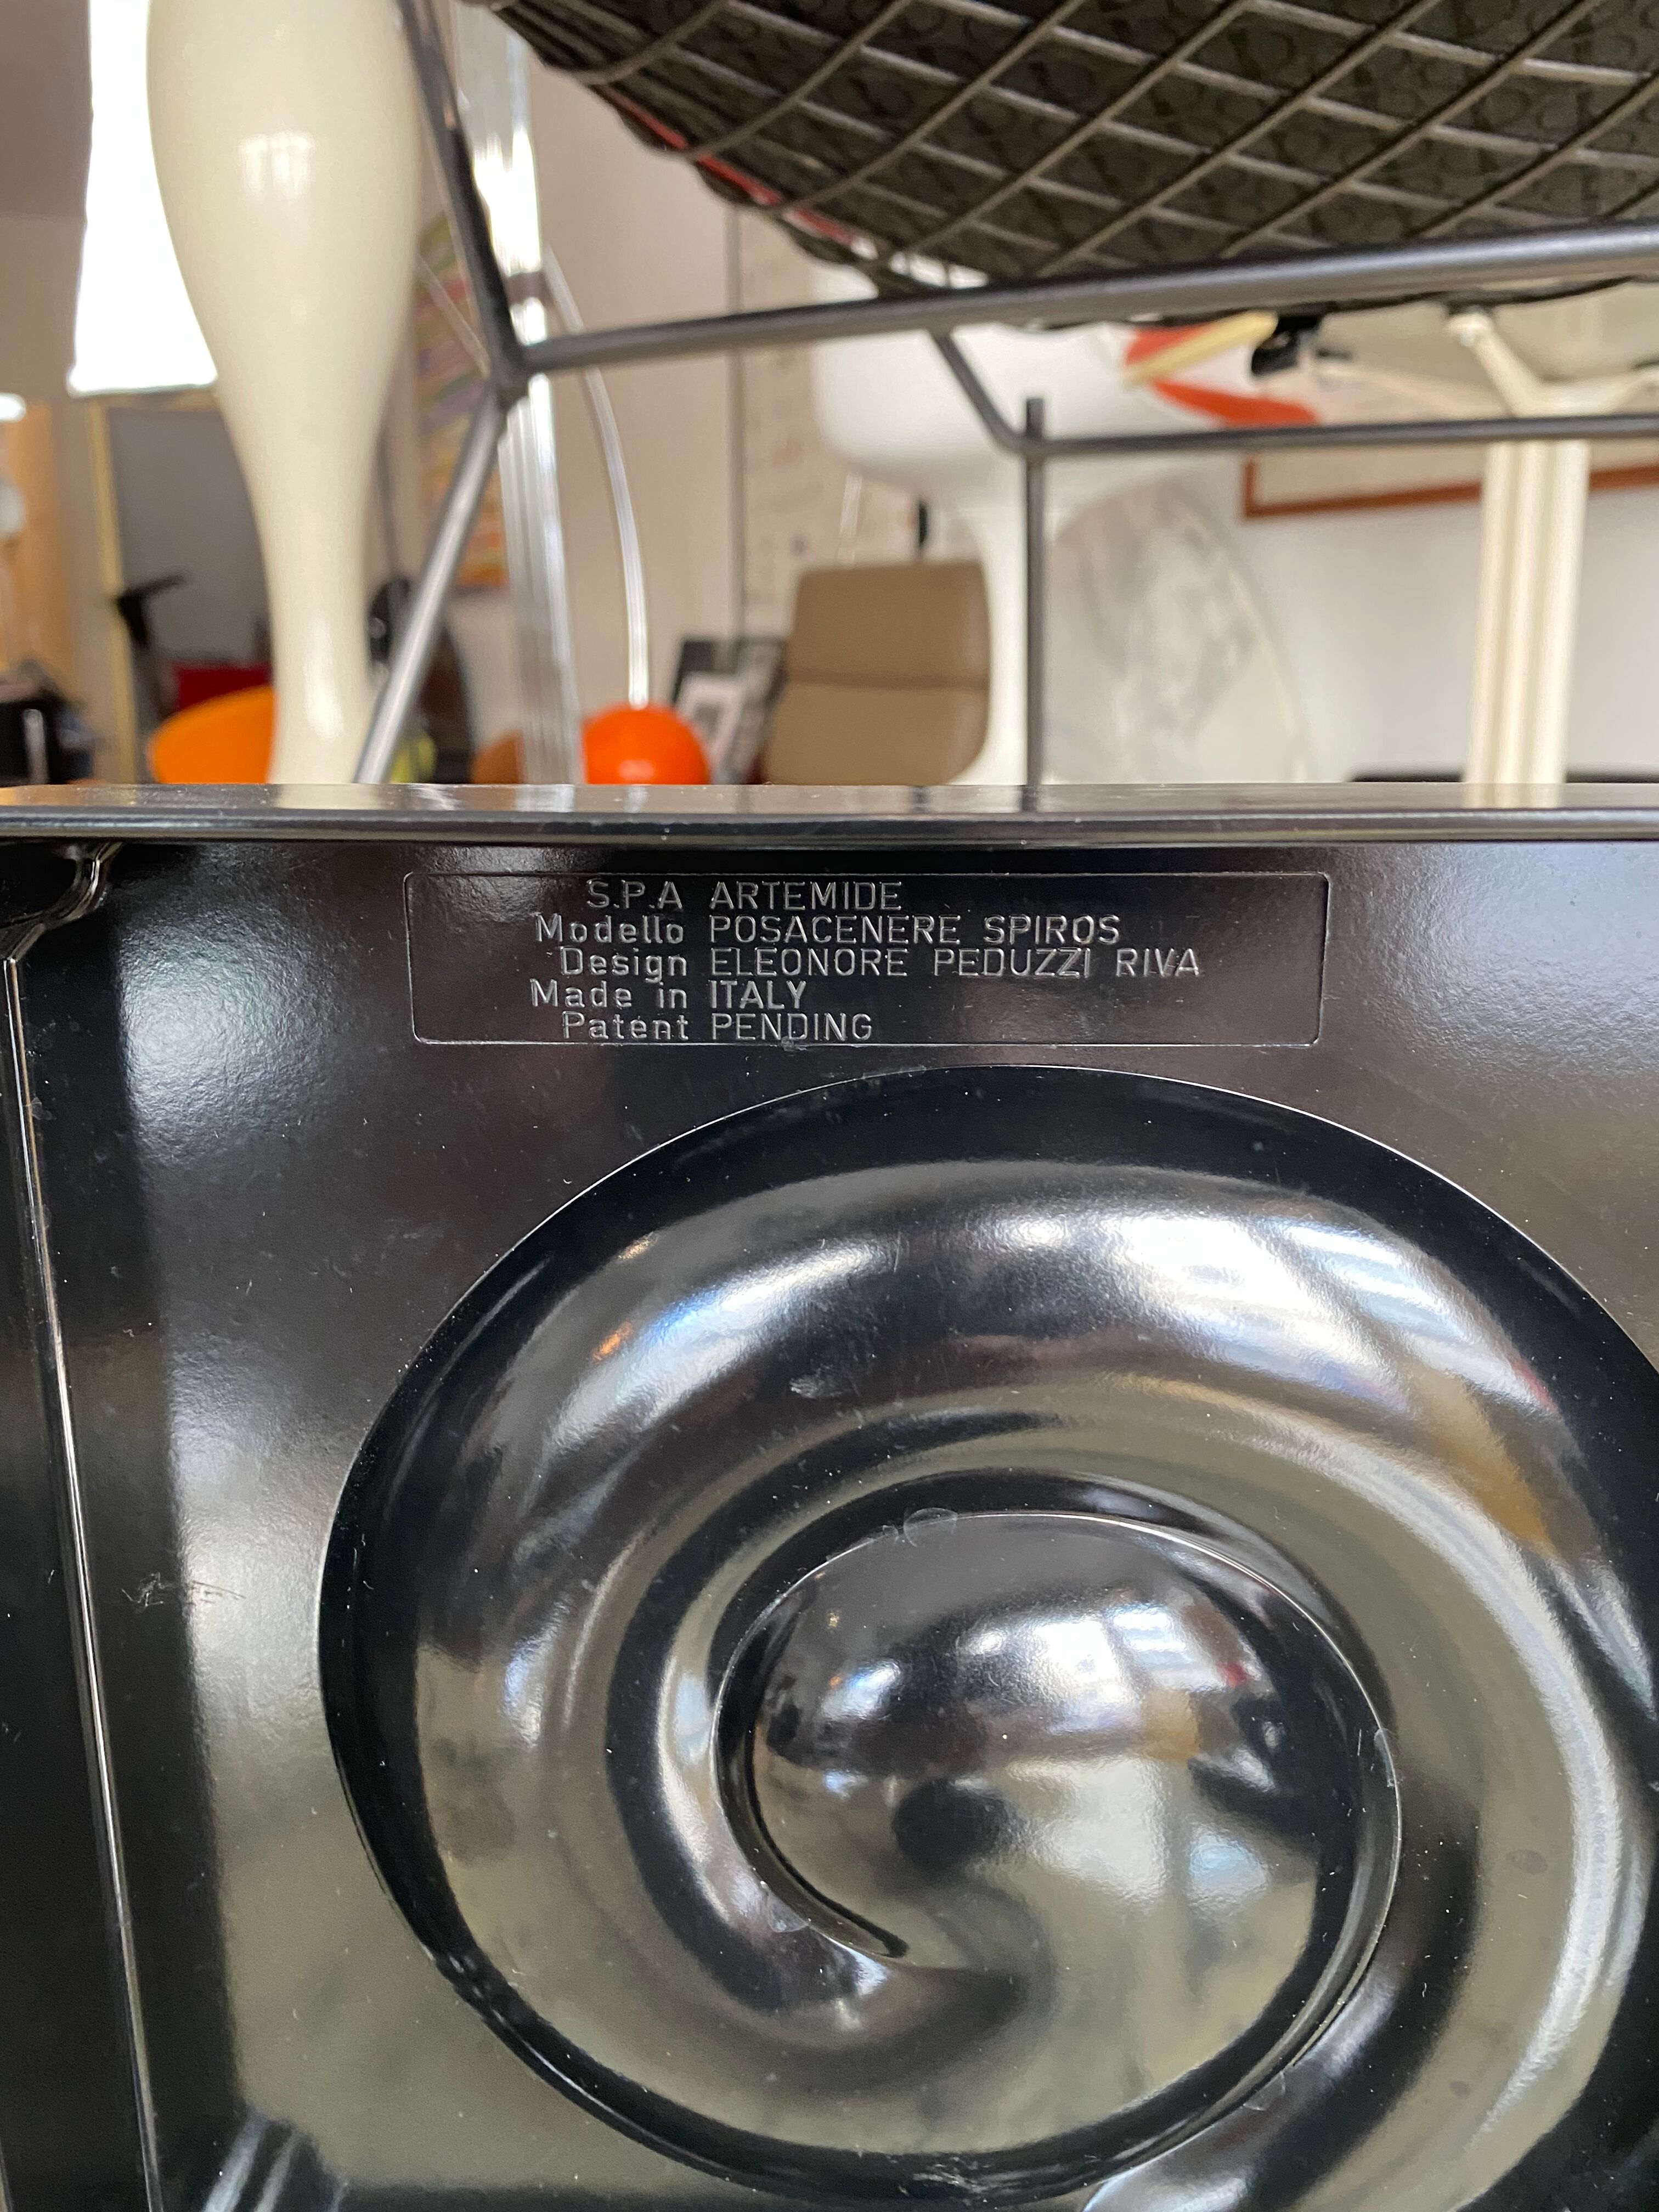 S.P.A ARTEMIDE
Modello POSACENERE SPIROS
Design ELEONORE PEDUZZI RIVA
Made in ITALY
Patent PENDING